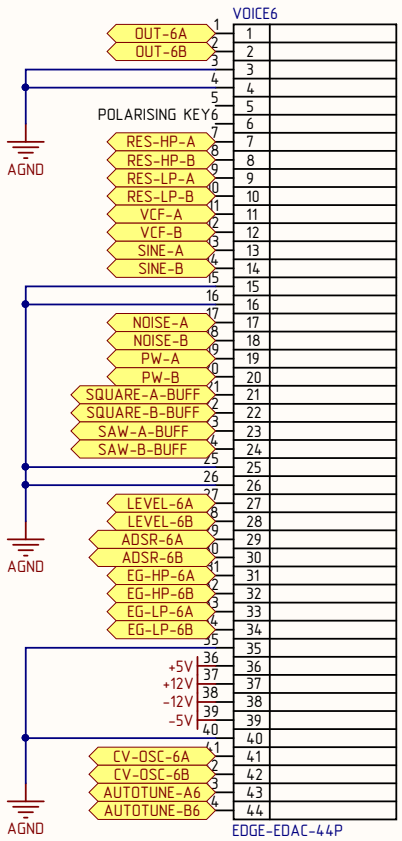 VOICE6
OUT-6A 1 1
OUT-6B 2 2
3 3
4 4
5 5
POLARISING KEY 6 6
RES-HP-A 7 7
RES-HP-B 8 8
RES-LP-A 9 9
RES-LP-B 10 10
VCF-A 11 11
VCF-B 12 12
SINE-A 13 13
SINE-B 14 14
15 15
16 16
NOISE-A 17 17
NOISE-B 18 18
PW-A 19 19
PW-B 20 20
SQUARE-A-BUFF 21 21
SQUARE-B-BUFF 22 22
SAW-A-BUFF 23 23
SAW-B-BUFF 24 24
25 25
26 26
LEVEL-6A 27 27
LEVEL-6B 28 28
ADSR-6A 29 29
ADSR-6B 30 30
EG-HP-6A 31 31
EG-HP-6B 32 32
EG-LP-6A 33 33
EG-LP-6B 34 34
35 35
+5V 36 36
+12V 37 37
-12V 38 38
-5V 39 39
40 40
CV-OSC-6A 41 41
CV-OSC-6B 42 42
AUTOTUNE-A6 43 43
AUTOTUNE-B6 44 44
EDGE-EDAC-44P
AGND
AGND
AGND